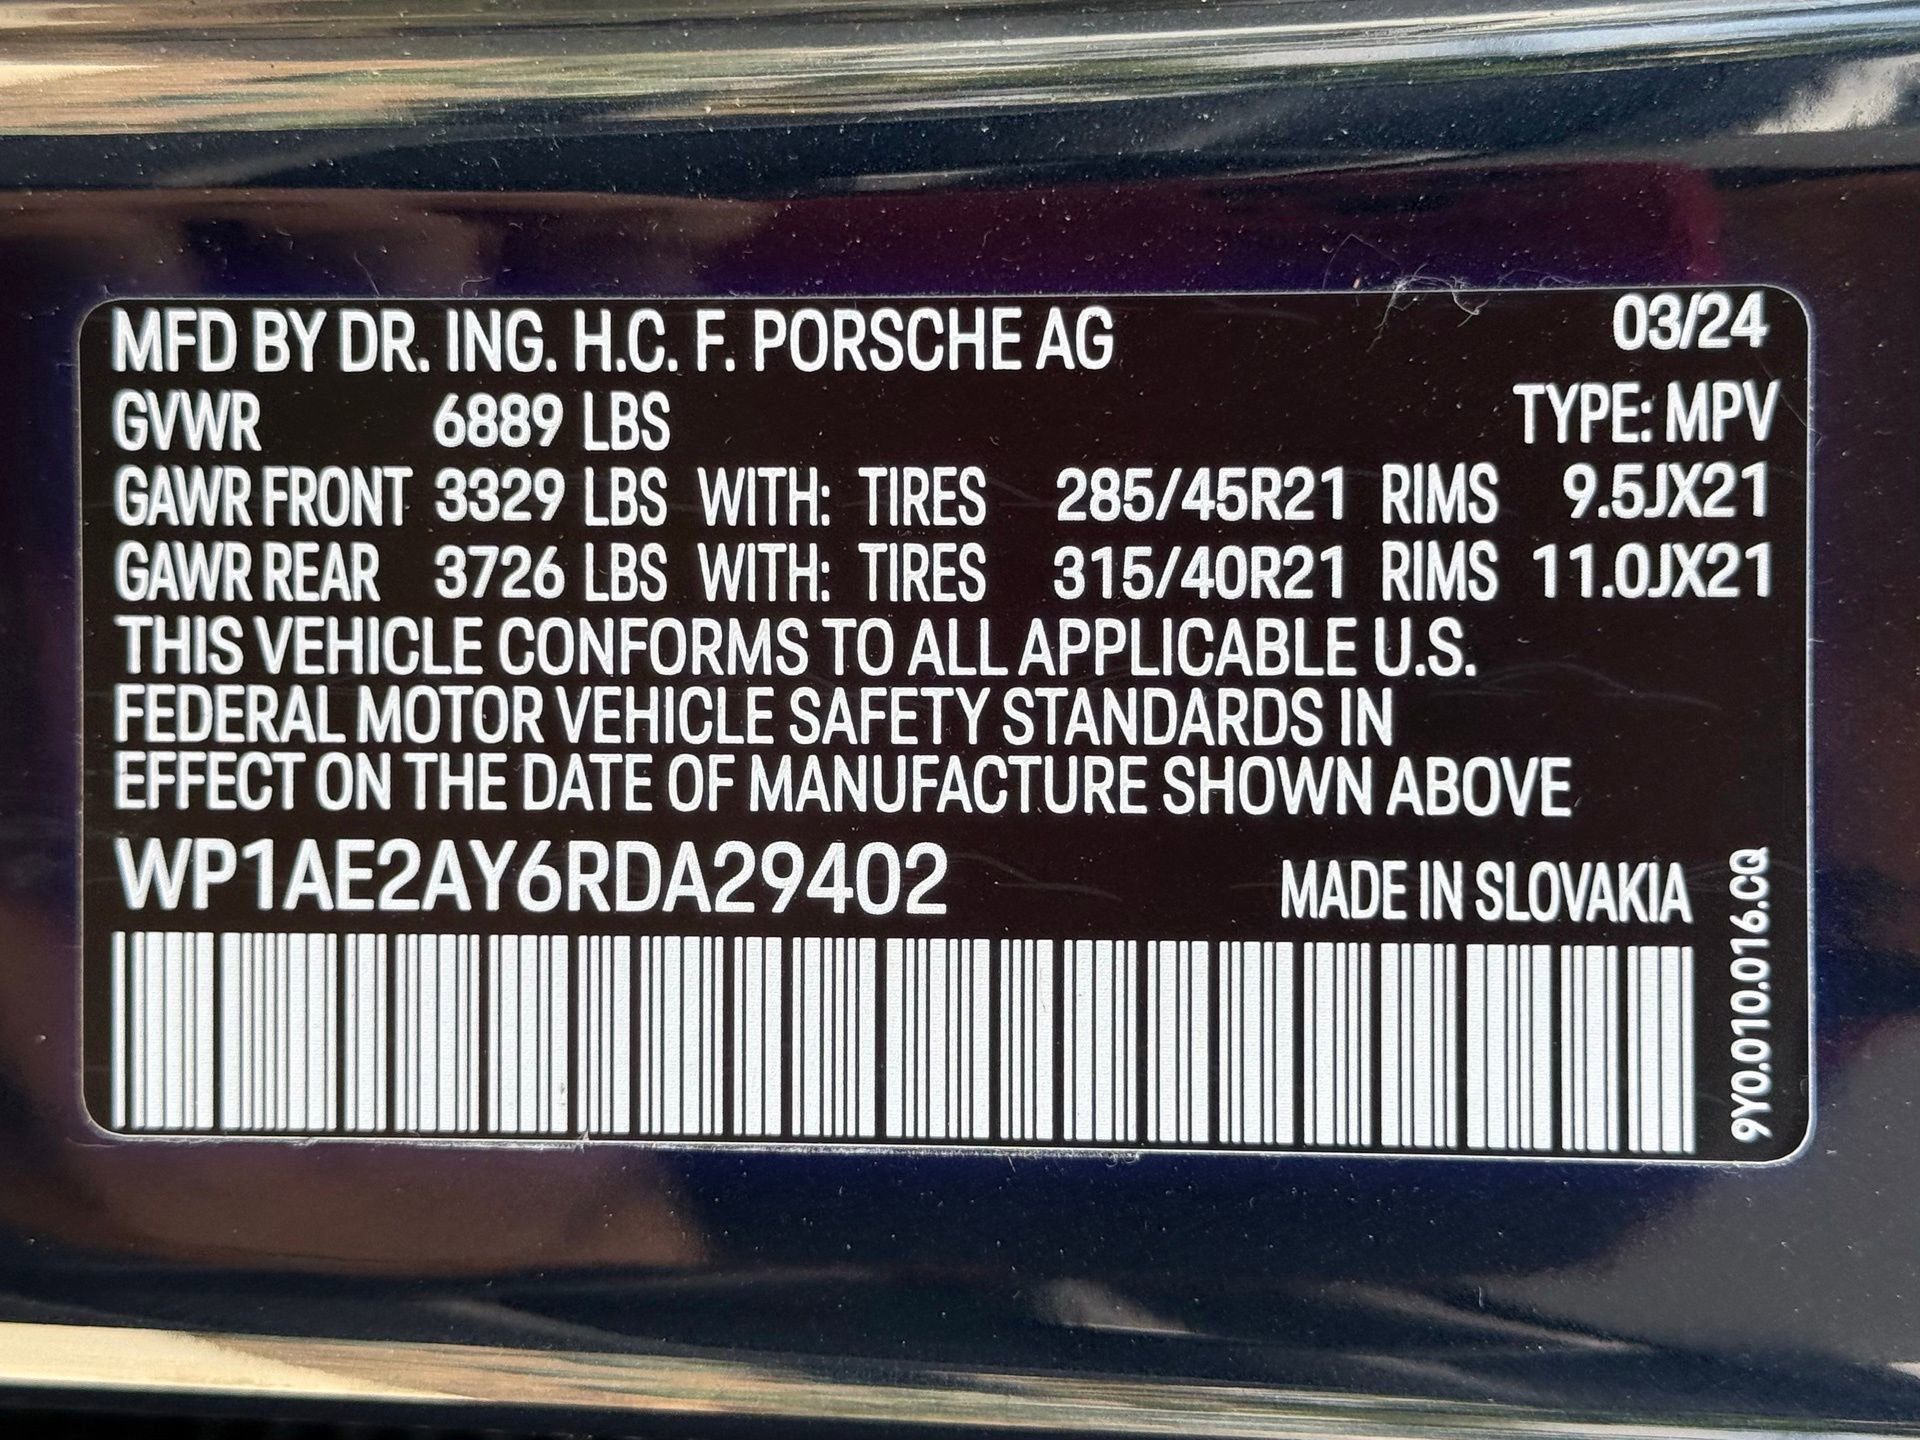 MFD BY DR. ING. H.C. F. PORSCHE AG 03/24
GVWR 6889 LBS TYPE: MPV
GAWR FRONT 3329 LBS WITH: TIRES 285/45R21 RIMS 9.5JX21
GAWR REAR 3726 LBS WITH: TIRES 315/40R21 RIMS 11.0JX21
THIS VEHICLE CONFORMS TO ALL APPLICABLE U.S.
FEDERAL MOTOR VEHICLE SAFETY STANDARDS IN
EFFECT ON THE DATE OF MANUFACTURE SHOWN ABOVE
WP1AE2AY6RDA29402 MADE IN SLOVAKIA
9Y0.010.016.CQ